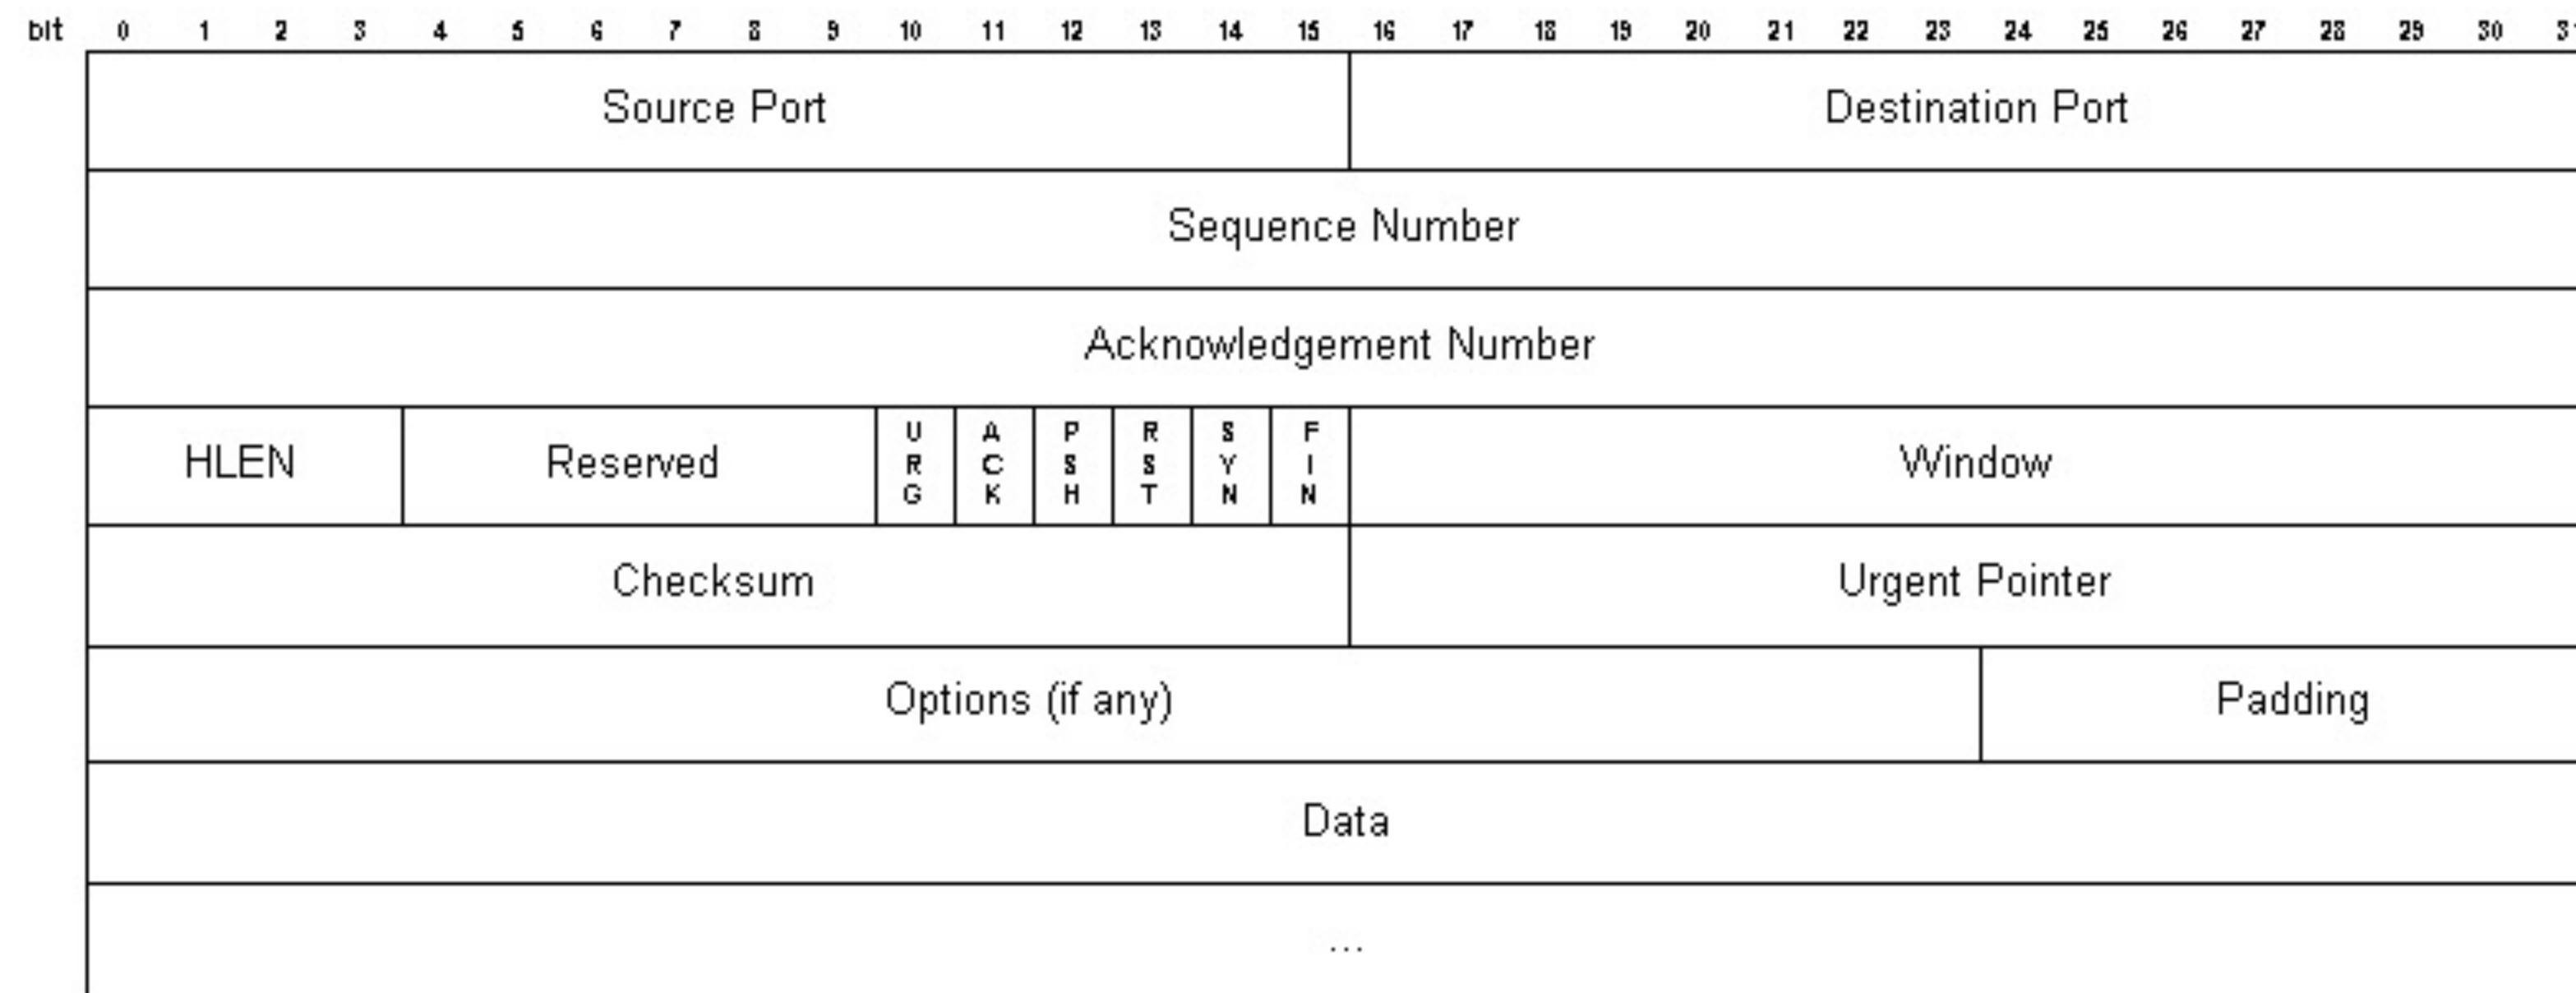 bit 0 1 2 3 4 5 6 7 8 9 10 11 12 13 14 15 16 17 18 19 20 21 22 23 24 25 26 27 28 29 30 31
Source Port Destination Port
Sequence Number
Acknowledgement Number
HLEN Reserved URG ACK PSH RST SYN FIN Window
Checksum Urgent Pointer
Options (if any) Padding
Data
...